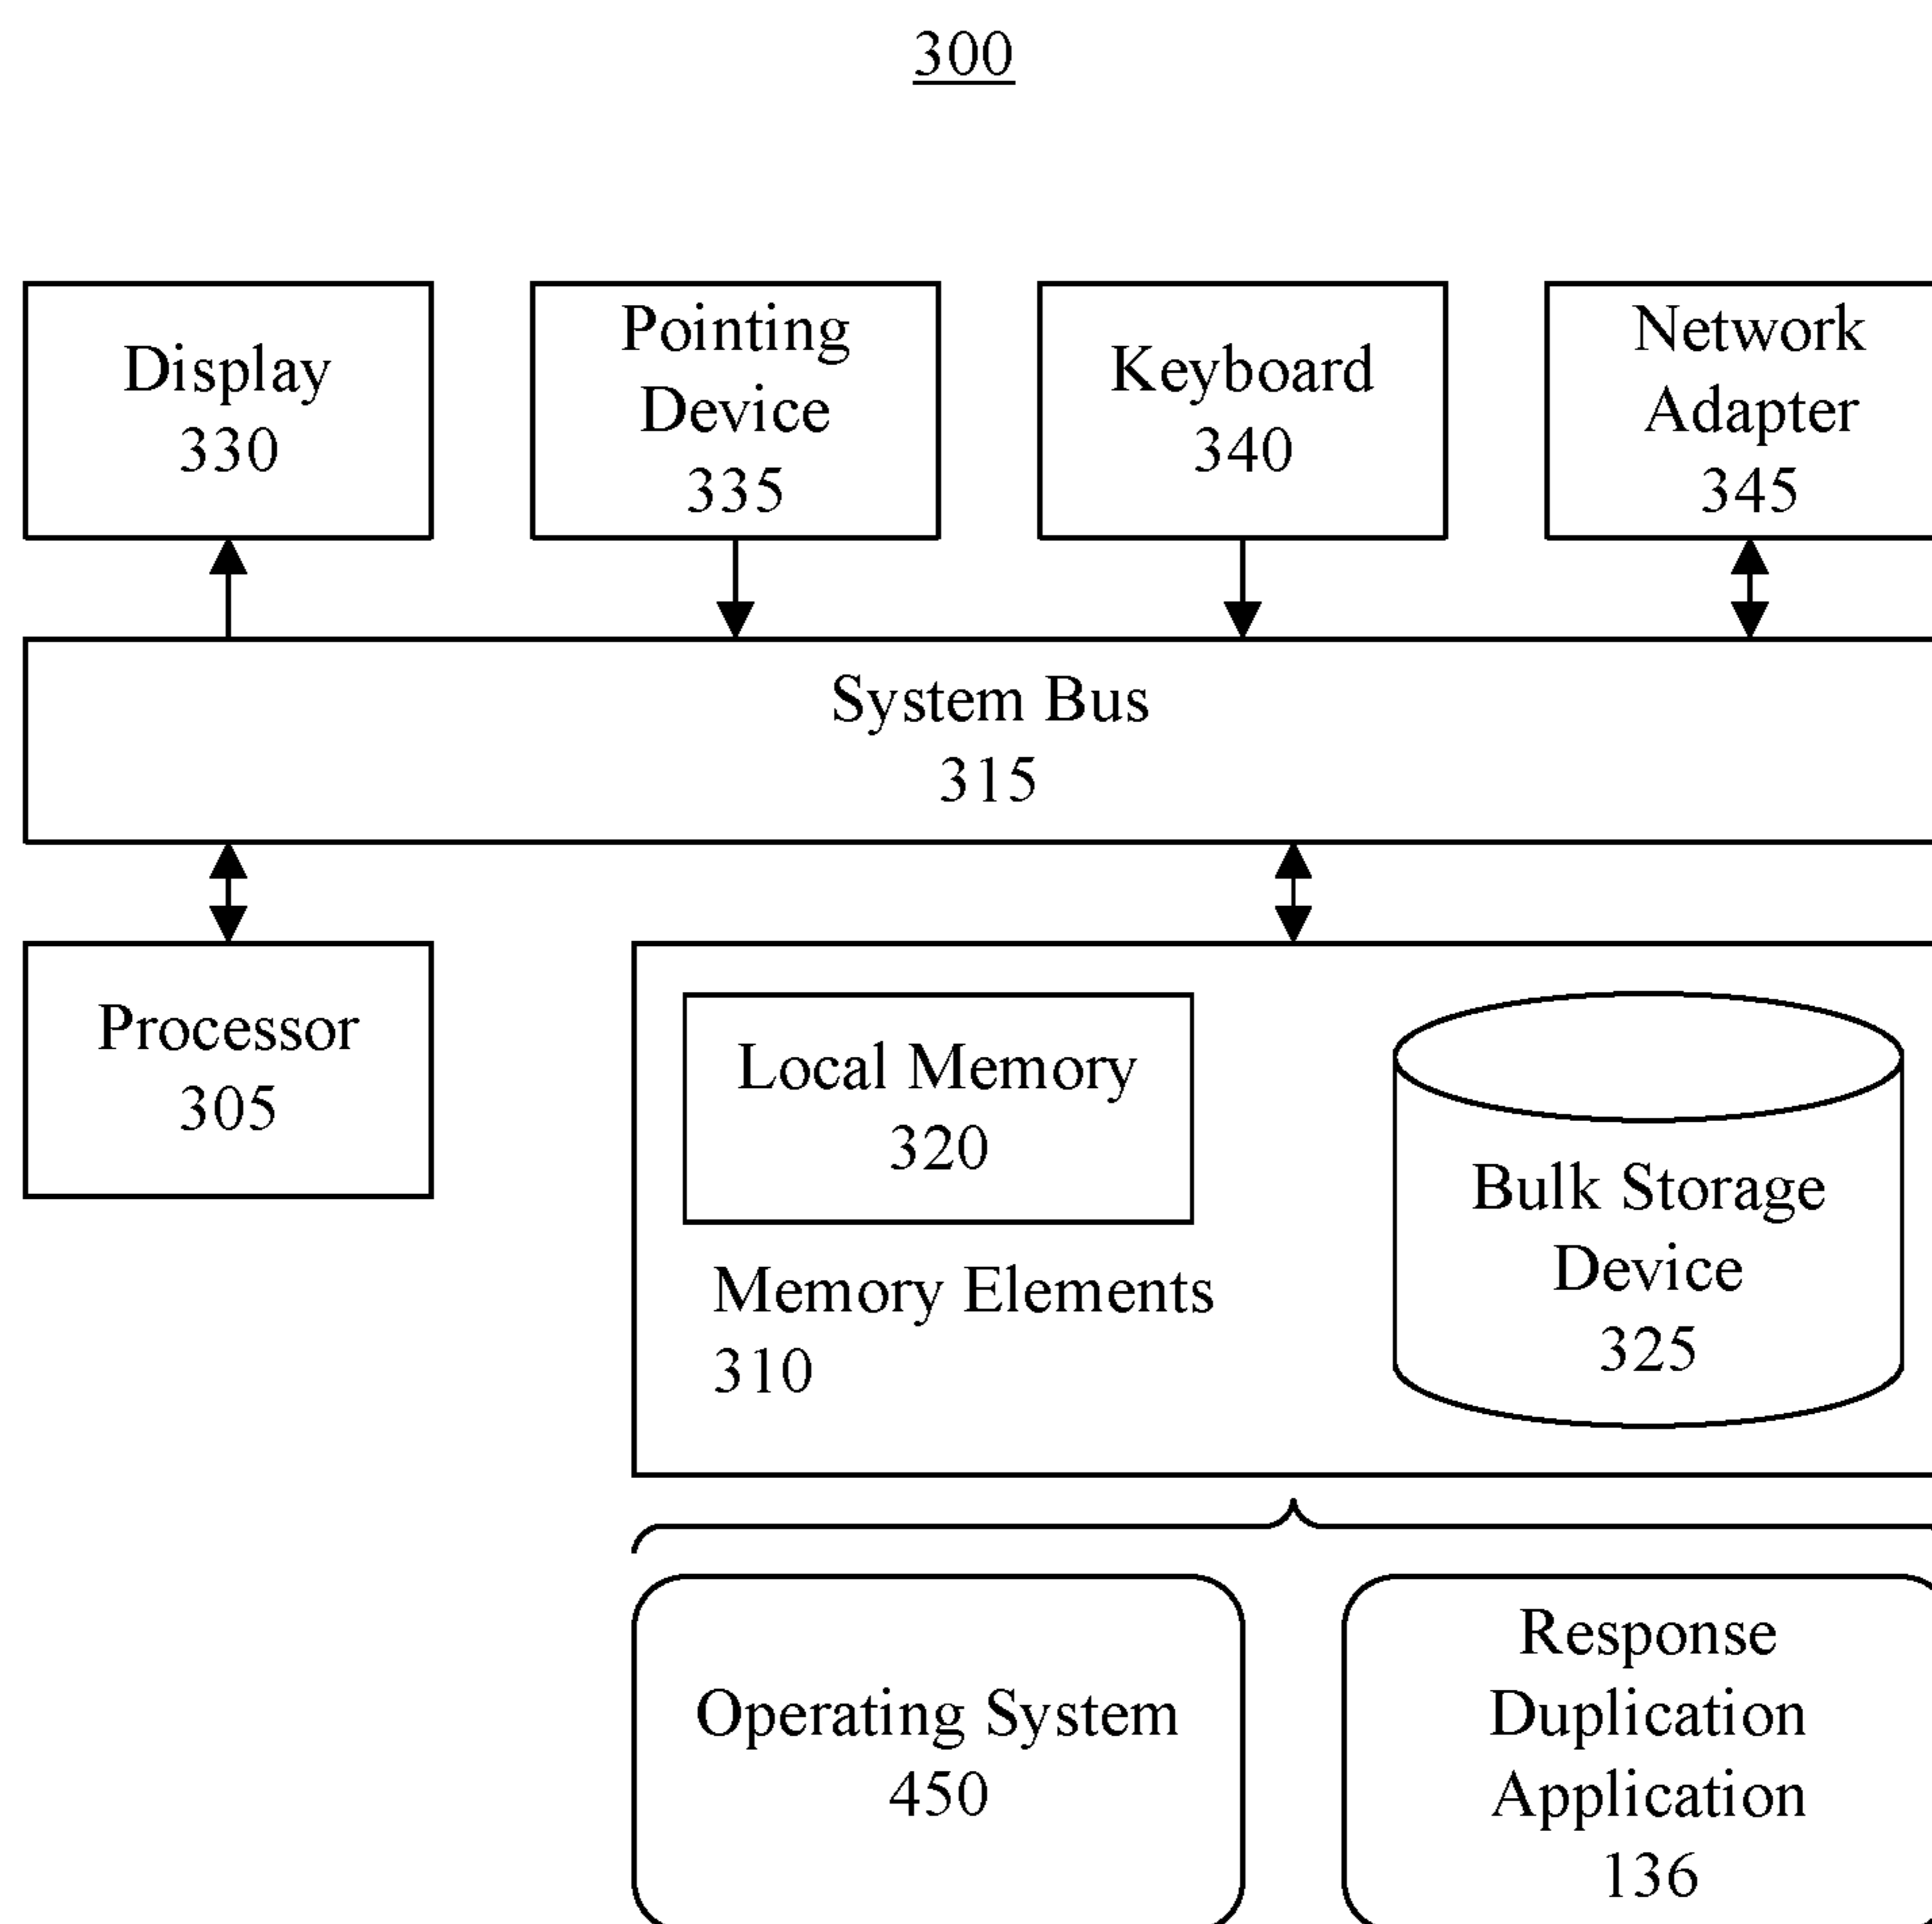 300
Display
330
Pointing
Device
335
Keyboard
340
Network
Adapter
345
System Bus
315
Processor
305
Local Memory
320
Memory Elements
310
Bulk Storage
Device
325
Operating System
450
Response
Duplication
Application
136